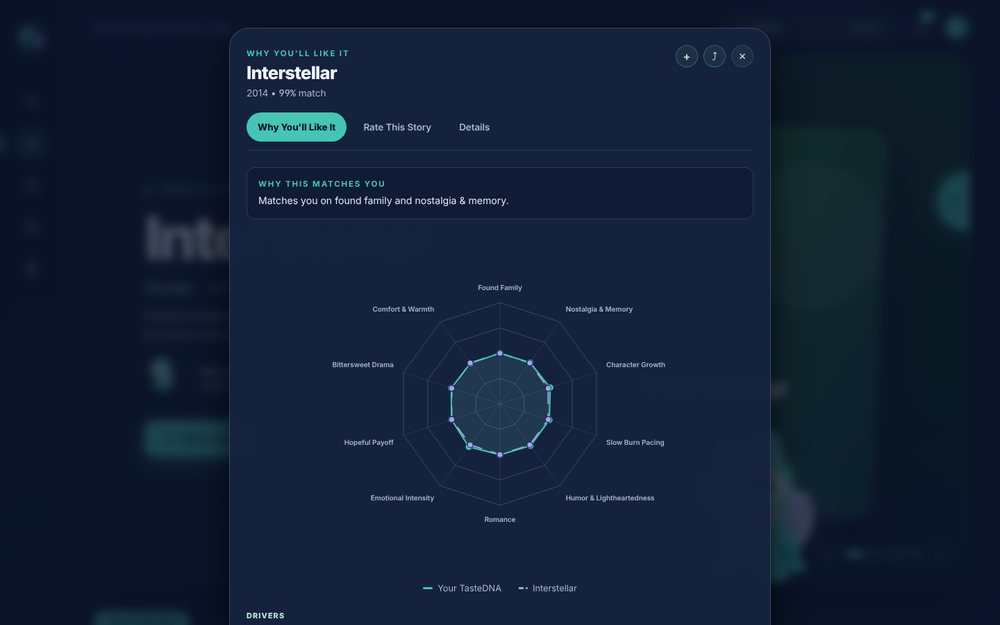 WHY YOU'LL LIKE IT
Interstellar
2014 • 99% match
Why You'll Like It
Rate This Story
Details
WHY THIS MATCHES YOU
Matches you on found family and nostalgia & memory.
Found Family
Comfort & Warmth
Nostalgia & Memory
Bittersweet Drama
Character Growth
Hopeful Payoff
Slow Burn Pacing
Emotional Intensity
Humor & Lightheartedness
Romance
Your TasteDNA
Interstellar
DRIVERS